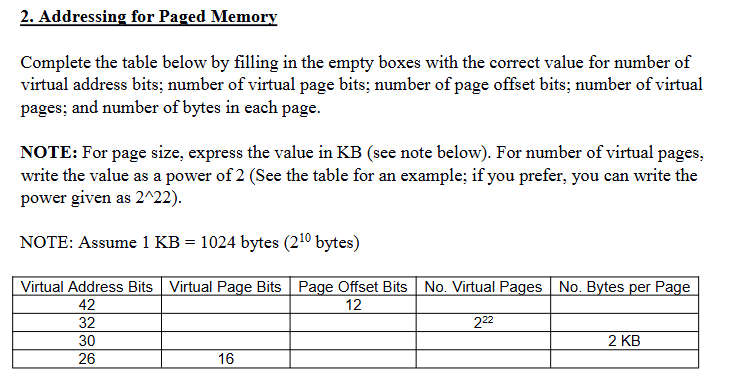 2. Addressing for Paged Memory
Complete the table below by filling in the empty boxes with the correct value for number of
virtual address bits; number of virtual page bits; number of page offset bits; number of virtual
pages; and number of bytes in each page.
NOTE: For page size, express the value in KB (see note below). For number of virtual pages,
write the value as a power of 2 (See the table for an example; if you prefer, you can write the
power given as 2^22).
NOTE: Assume 1 KB = 1024 bytes (2¹⁰ bytes)
Virtual Address Bits Virtual Page Bits Page Offset Bits No. Virtual Pages No. Bytes per Page
42 12
32 2²²
30 2 KB
26 16